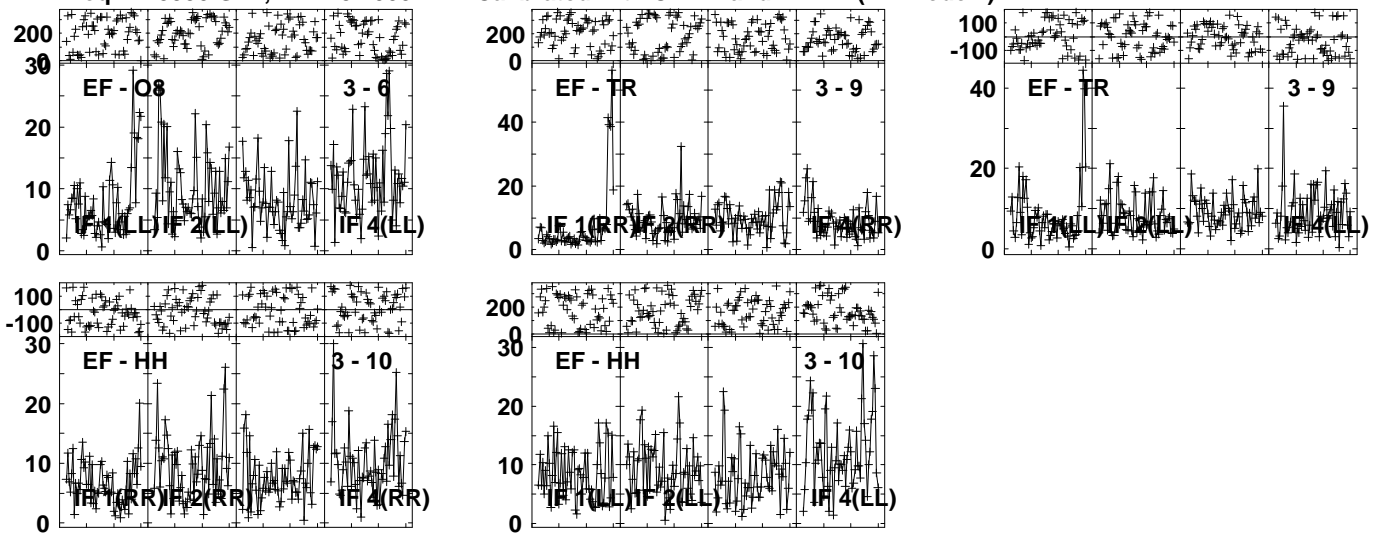 200
0
30
EF - O8
3 - 6
20
10
IF 1(LL)
IF 2(LL)
IF 4(LL)
0
200
0
EF - TR
3 - 9
40
20
IF 1(RR)
IF 2(RR)
IF 4(RR)
0
100
-100
40
EF - TR
3 - 9
20
IF 1(LL)
IF 2(LL)
IF 4(LL)
0
100
-100
30
EF - HH
3 - 10
20
10
IF 1(RR)
IF 2(RR)
IF 4(RR)
0
200
0
30
EF - HH
3 - 10
20
10
IF 1(LL)
IF 2(LL)
IF 4(LL)
0